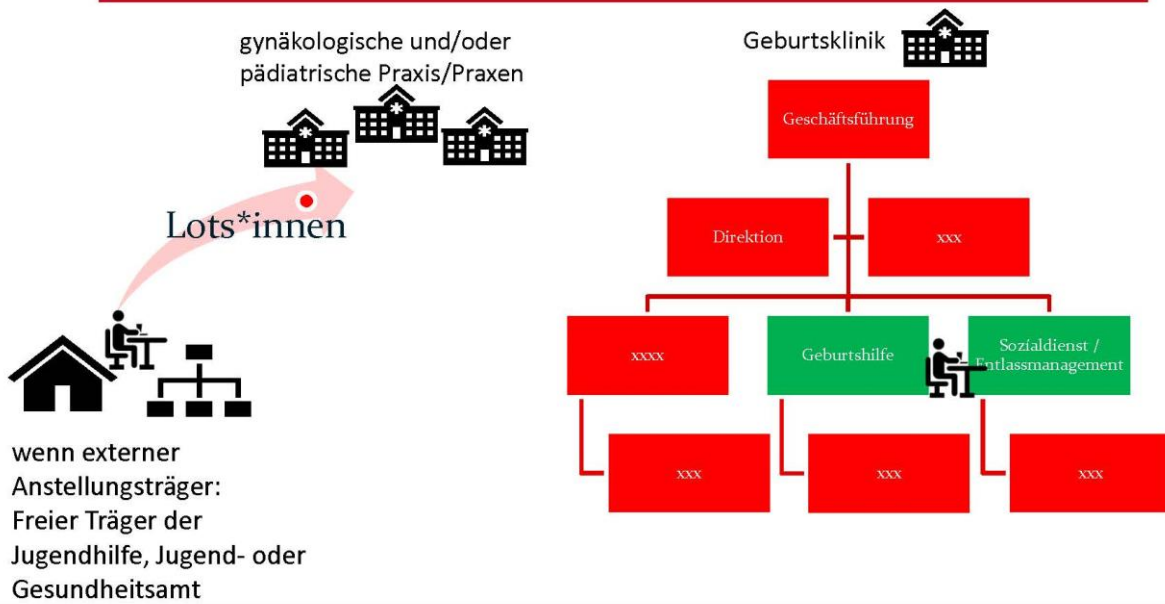 gynäkologische und/oder
pädiatrische Praxis/Praxen
Lots*innen
wenn externer
Anstellungsträger:
Freier Träger der
Jugendhilfe, Jugend- oder
Gesundheitsamt
Geburtsklinik
Geschäftsführung
Direktion
xxx
xxxx
Geburtshilfe
Sozialdienst /
Entlassmanagement
xxx
xxx
xxx